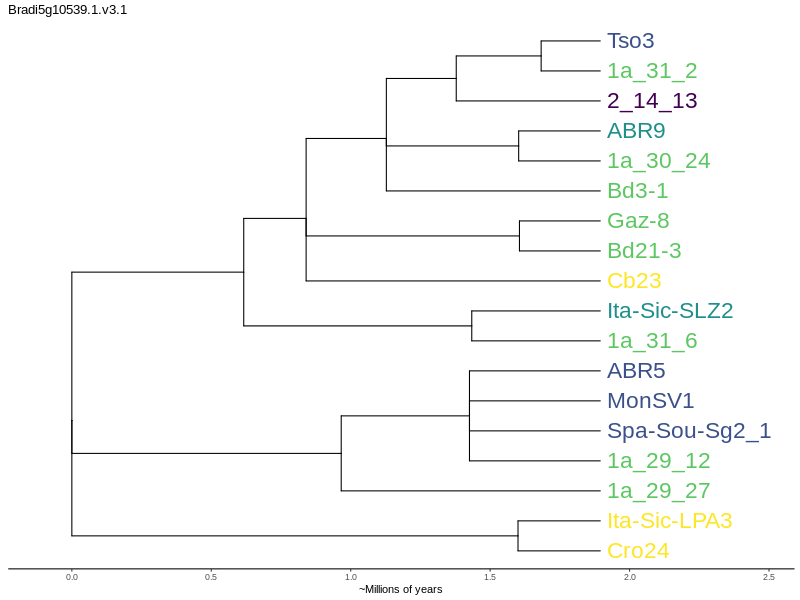 Bradi5g10539.1.v3.1
Tso3
1a_31_2
2_14_13
ABR9
1a_30_24
Bd3-1
Gaz-8
Bd21-3
Cb23
Ita-Sic-SLZ2
1a_31_6
ABR5
MonSV1
Spa-Sou-Sg2_1
1a_29_12
1a_29_27
Ita-Sic-LPA3
Cro24
0.0 0.5 1.0 1.5 2.0 2.5
~Millions of years